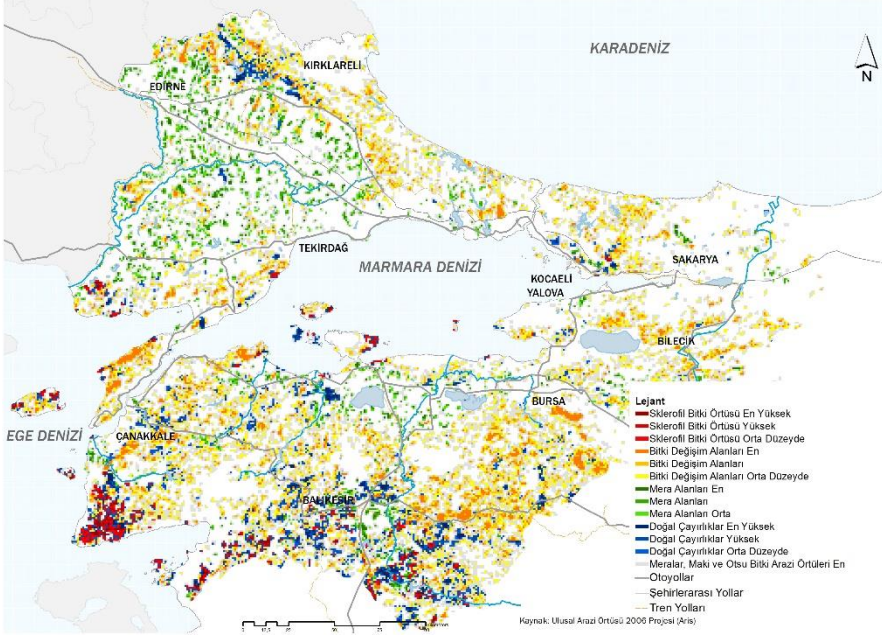 KARADENİZ
N
KIRKLARELİ
EDİRNE
TEKİRDAĞ
MARMARA DENİZİ
KOCAELİ
YALOVA
SAKARYA
BİLECİK
BURSA
EGE DENİZİ
ÇANAKKALE
BALIKESİR
Lejant
Sklerofil Bitki Örtüsü En Yüksek
Sklerofil Bitki Örtüsü Yüksek
Sklerofil Bitki Örtüsü Orta Düzeyde
Bitki Değişim Alanları En
Bitki Değişim Alanları
Bitki Değişim Alanları Orta Düzeyde
Mera Alanları En
Mera Alanları
Mera Alanları Orta
Doğal Çayırlıklar En Yüksek
Doğal Çayırlıklar Yüksek
Doğal Çayırlıklar Orta Düzeyde
Meralar, Maki ve Otsu Bitki Arazi Örtüleri En
Otoyollar
Şehirlerarası Yollar
Tren Yolları
Kaynak: Ulusal Arazi Örtüsü 2006 Projesi (Aris)